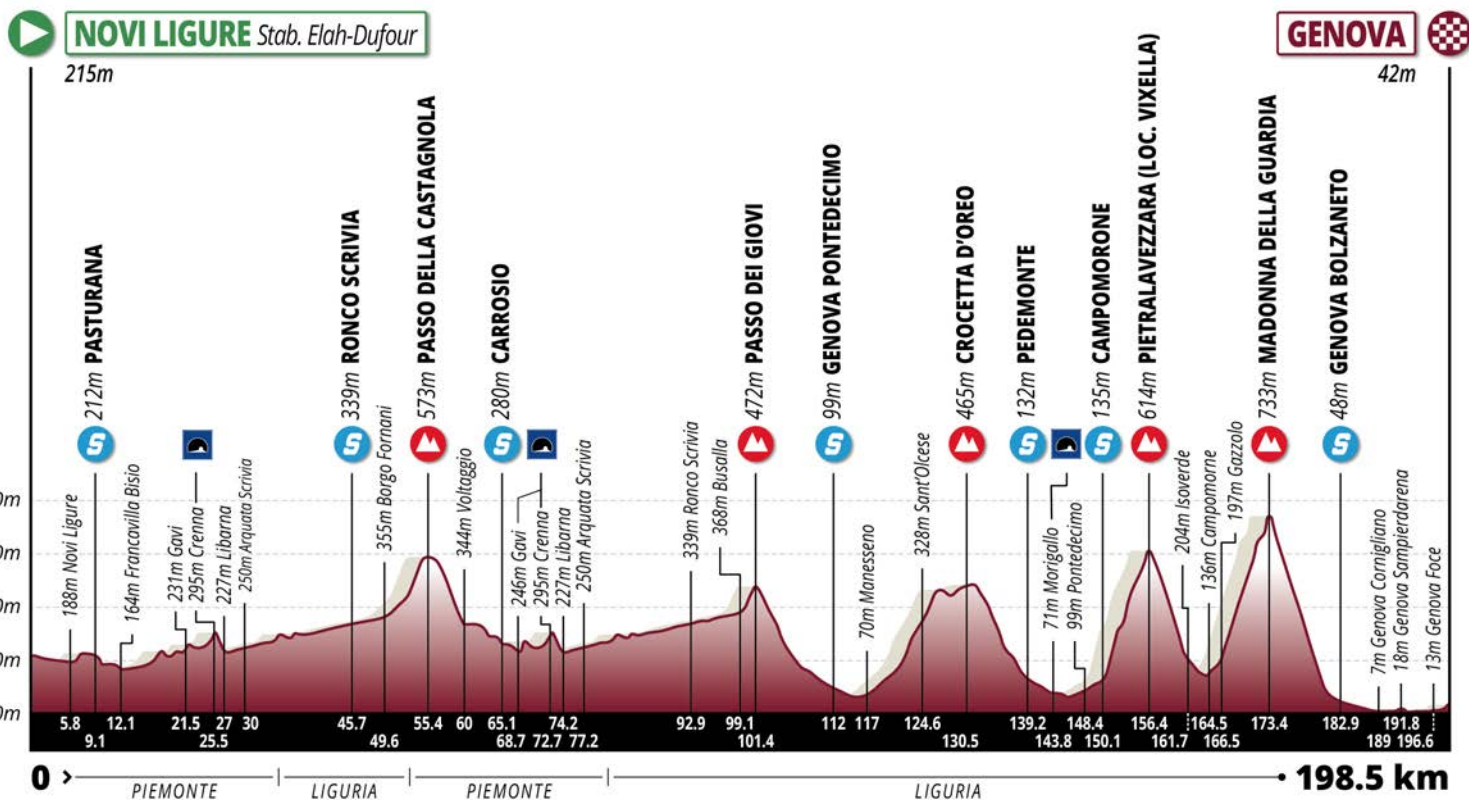 NOVI LIGURE Stab. Elah-Dufour
215m
GENOVA
42m
212m PASTURANA
339m RONCO SCRIVIA
573m PASSO DELLA CASTAGNOLA
280m CARROSIO
472m PASSO DEI GIOVI
99m GENOVA PONTEDECIMO
465m CROCETTA D'OREO
132m PEDEMONTE
135m CAMPOMORONE
614m PIETRALAVEZZARA (LOC. VIXELLA)
733m MADONNA DELLA GUARDIA
48m GENOVA BOLZANETO
S
S
S
S
S
S
S
188m Novi Ligure
164m Francavilla Bisio
231m Gavi
295m Crenna
227m Libarna
250m Arquata Scrivia
355m Borgo Fornani
344m Voltaggio
246m Gavi
295m Crenna
227m Libarna
250m Arquata Scrivia
339m Ronco Scrivia
368m Busalla
70m Manesseno
328m Sant'Olcese
71m Morigallo
99m Pontedecimo
204m Isoverde
136m Campomorne
197m Gazzolo
7m Genova Cornigliano
18m Genova Sampierdarena
13m Genova Foce
0m
0m
0m
0m
0m
5.8 12.1 21.5 27 30 45.7 55.4 60 65.1 74.2 92.9 99.1 112 117 124.6 139.2 148.4 156.4 164.5 173.4 182.9 191.8
9.1 25.5 49.6 68.7 72.7 77.2 101.4 130.5 143.8 150.1 161.7 166.5 189 196.6
0 198.5 km
PIEMONTE LIGURIA PIEMONTE LIGURIA